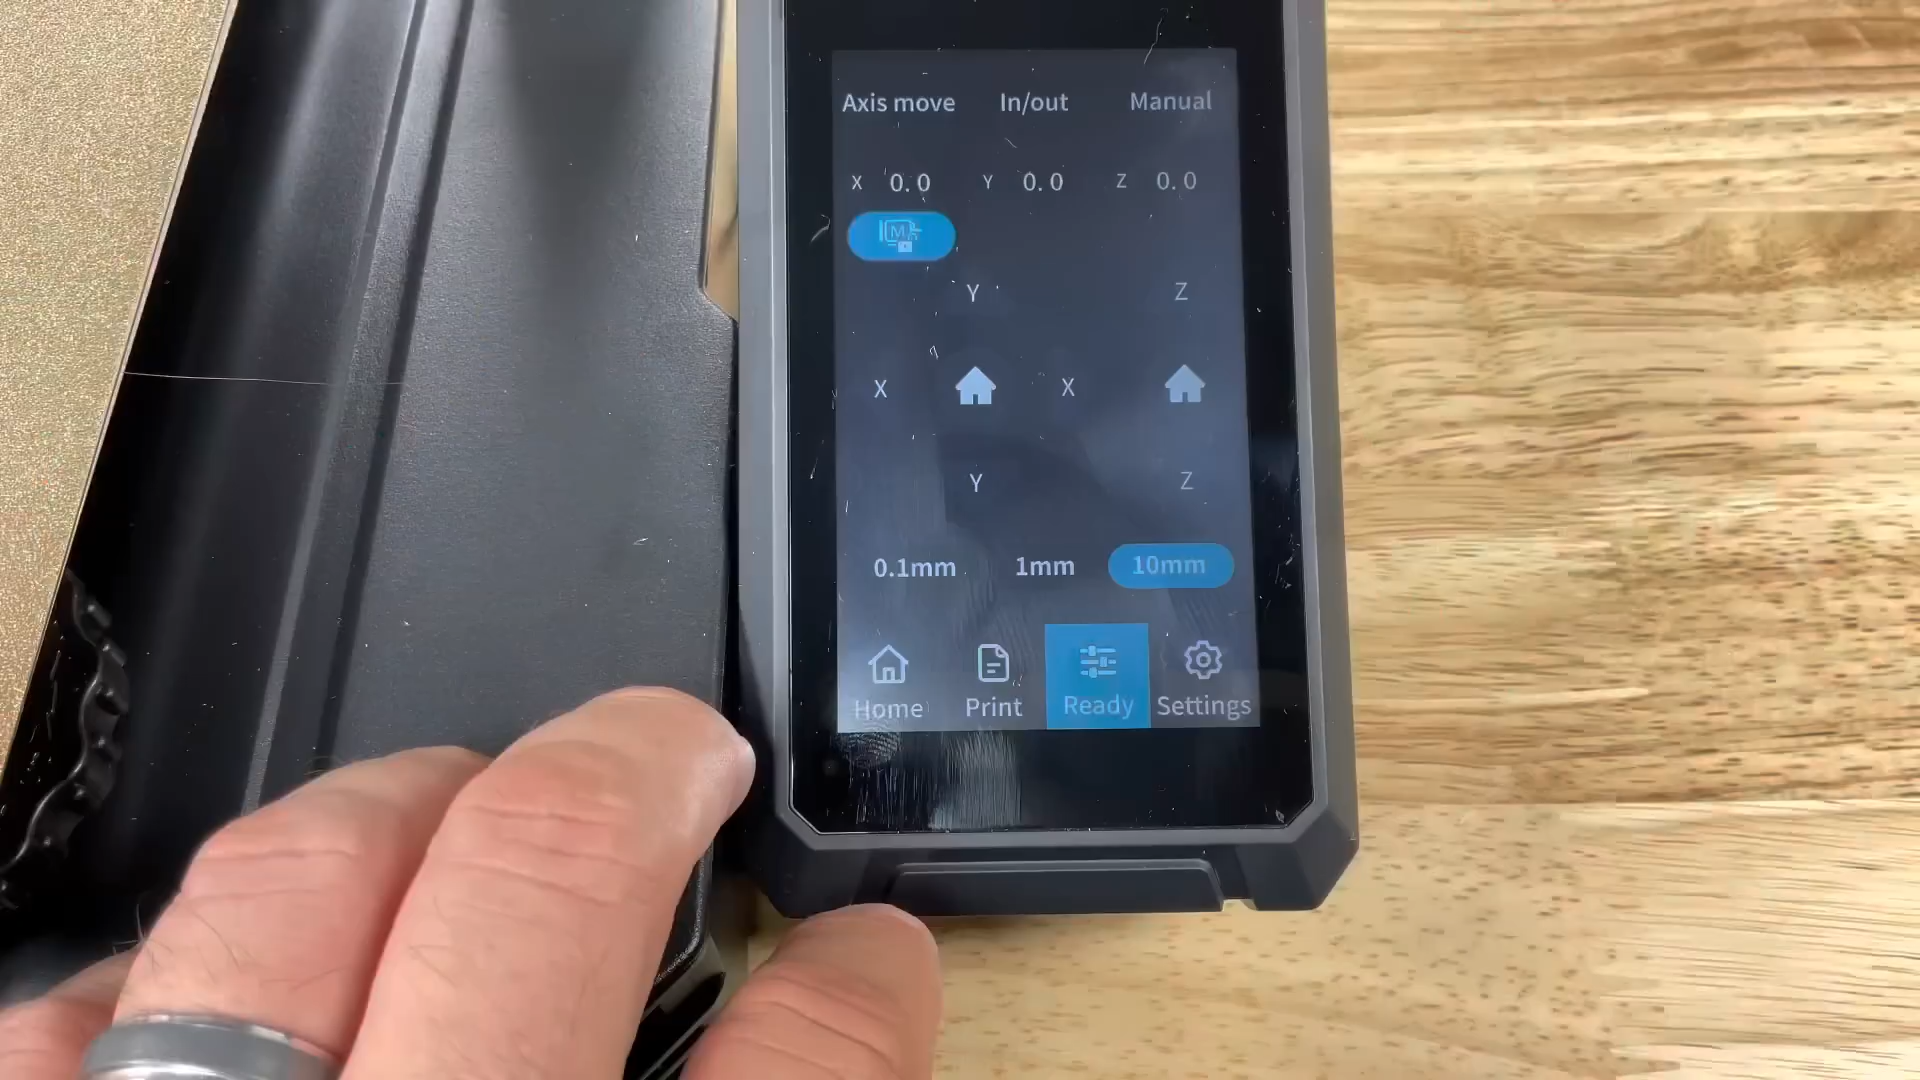 Axis move In/out Manual
X 0.0 Y 0.0 Z 0.0
M
Y Z
X X
Y Z
0.1mm 1mm 10mm
Home Print Ready Settings